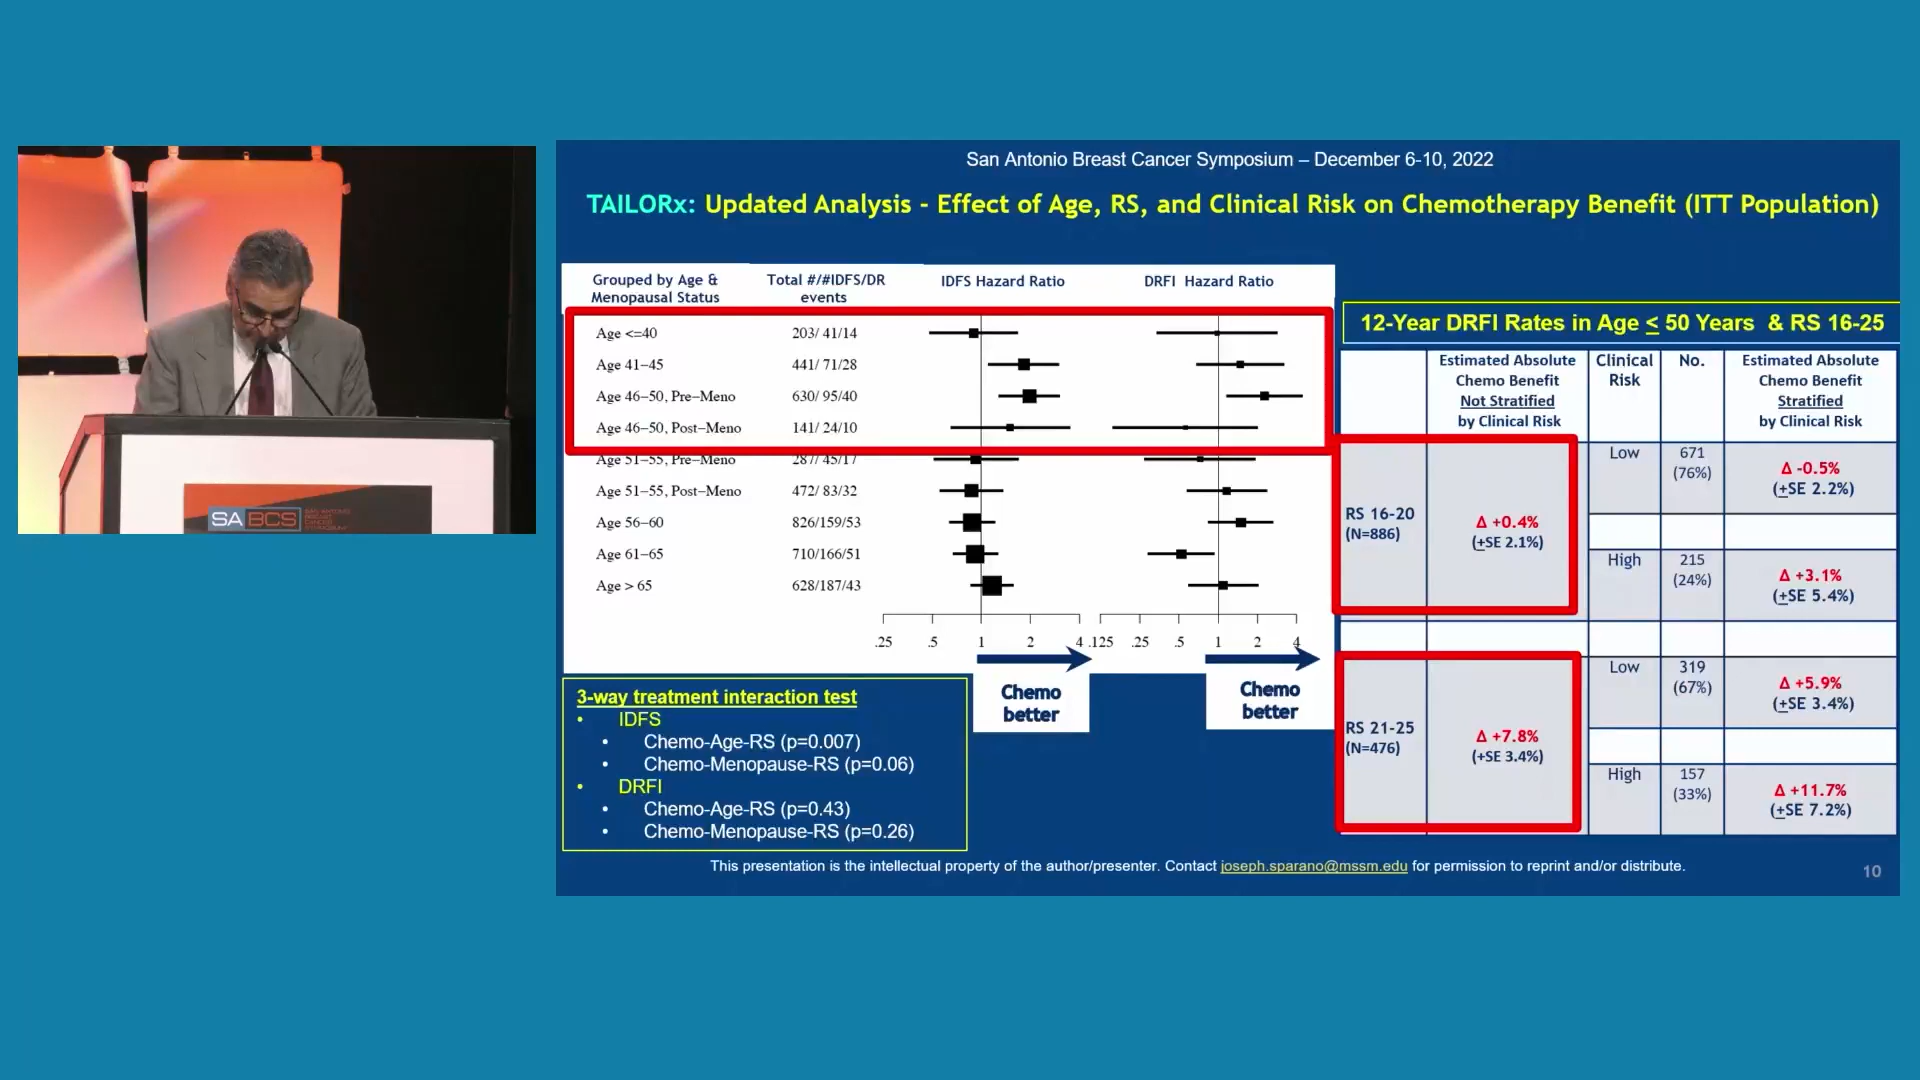 San Antonio Breast Cancer Symposium – December 6-10, 2022
TAILORx: Updated Analysis - Effect of Age, RS, and Clinical Risk on Chemotherapy Benefit (ITT Population)
Grouped by Age &
Menopausal Status
Total #/#IDFS/DR
events
IDFS Hazard Ratio
DRFI Hazard Ratio
Age <=40 203/ 41/14
Age 41–45 441/ 71/28
Age 46–50, Pre–Meno 630/ 95/40
Age 46–50, Post–Meno 141/ 24/10
Age 51–55, Pre–Meno 287/ 45/17
Age 51–55, Post–Meno 472/ 83/32
Age 56–60 826/159/53
Age 61–65 710/166/51
Age > 65 628/187/43
.25 .5 1 2 4 .125 .25 .5 1 2 4
Chemo
better
Chemo
better
3-way treatment interaction test
• IDFS
• Chemo-Age-RS (p=0.007)
• Chemo-Menopause-RS (p=0.06)
• DRFI
• Chemo-Age-RS (p=0.43)
• Chemo-Menopause-RS (p=0.26)
12-Year DRFI Rates in Age ≤ 50 Years & RS 16-25
Estimated Absolute
Chemo Benefit
Not Stratified
by Clinical Risk
Clinical
Risk
No.
Estimated Absolute
Chemo Benefit
Stratified
by Clinical Risk
RS 16-20
(N=886)
Δ +0.4%
(±SE 2.1%)
Low
671
(76%)
Δ -0.5%
(±SE 2.2%)
High
215
(24%)
Δ +3.1%
(±SE 5.4%)
RS 21-25
(N=476)
Δ +7.8%
(+SE 3.4%)
Low
319
(67%)
Δ +5.9%
(±SE 3.4%)
High
157
(33%)
Δ +11.7%
(±SE 7.2%)
This presentation is the intellectual property of the author/presenter. Contact joseph.sparano@mssm.edu for permission to reprint and/or distribute.
10
SABCS
SAN ANTONIO
BREAST
CANCER
SYMPOSIUM